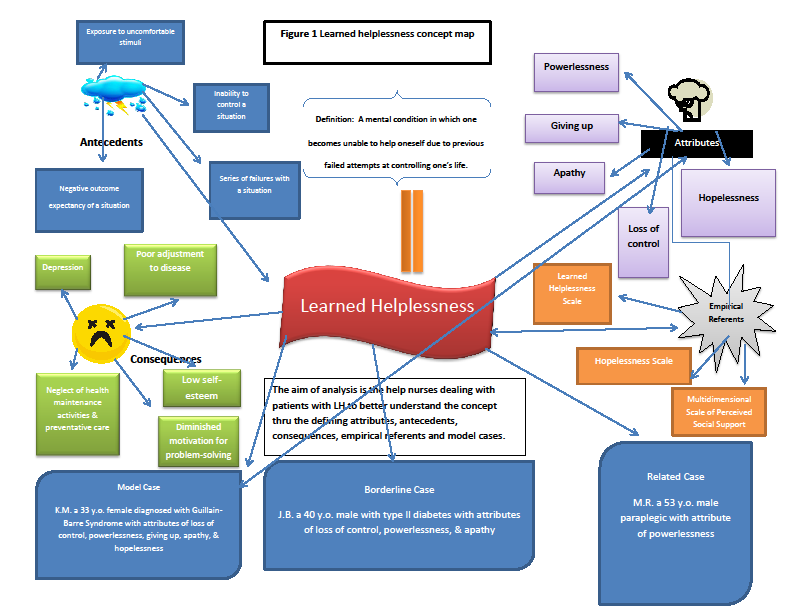 Exposure to uncomfortable
stimuli
Figure 1 Learned helplessness concept map
Powerlessness
Inability to
control a
situation
Definition:  A mental condition in which one
becomes unable to help oneself due to previous
failed attempts at controlling one's life.
Giving up
Antecedents
Attributes
Apathy
Negative outcome
expectancy of a situation
Series of failures with
a situation
Hopelessness
Loss of
control
Depression
Poor adjustment
to disease
Learned
Helplessness
Scale
Learned Helplessness
Empirical
Referents
Consequences
Hopelessness Scale
Neglect of health
maintenance
activities &
preventative care
Low self-
esteem
The aim of analysis is the help nurses dealing with
patients with LH to better understand the concept
thru the defining attributes, antecedents,
consequences, empirical referents and model cases.
Multidimensional
Scale of Perceived
Social Support
Diminished
motivation for
problem-solving
Model Case
K.M. a 33 y.o. female diagnosed with Guillain-
Barre Syndrome with attributes of loss of
control, powerlessness, giving up, apathy, &
hopelessness
Borderline Case
J.B. a 40 y.o. male with type II diabetes with attributes
of loss of control, powerlessness, & apathy
Related Case
M.R. a 53 y.o. male
paraplegic with attribute
of powerlessness